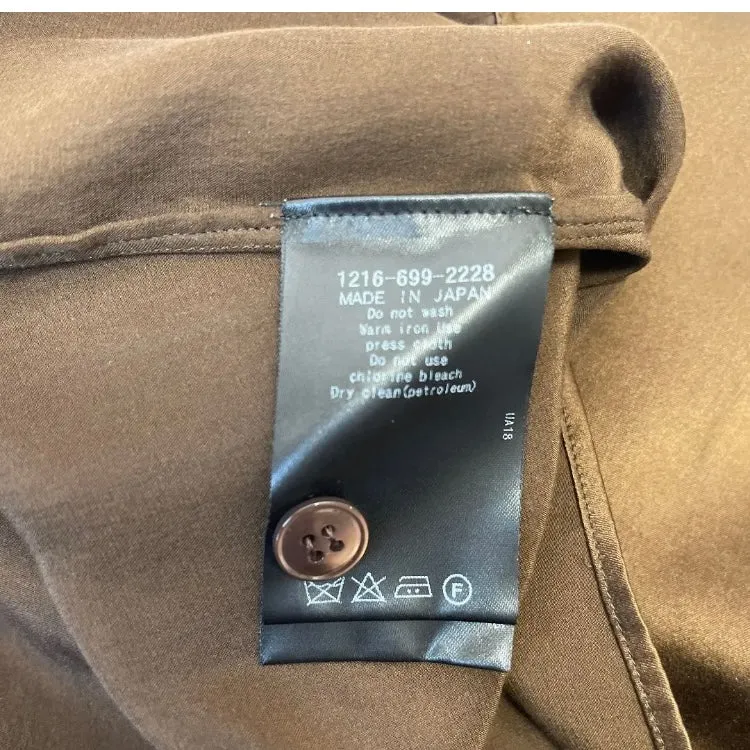 1216-699-2228
MADE IN JAPAN
Do not wash
Warm iron Use
press cloth
Do not use
chlorine bleach
Dry clean(petroleum)
UA18
F